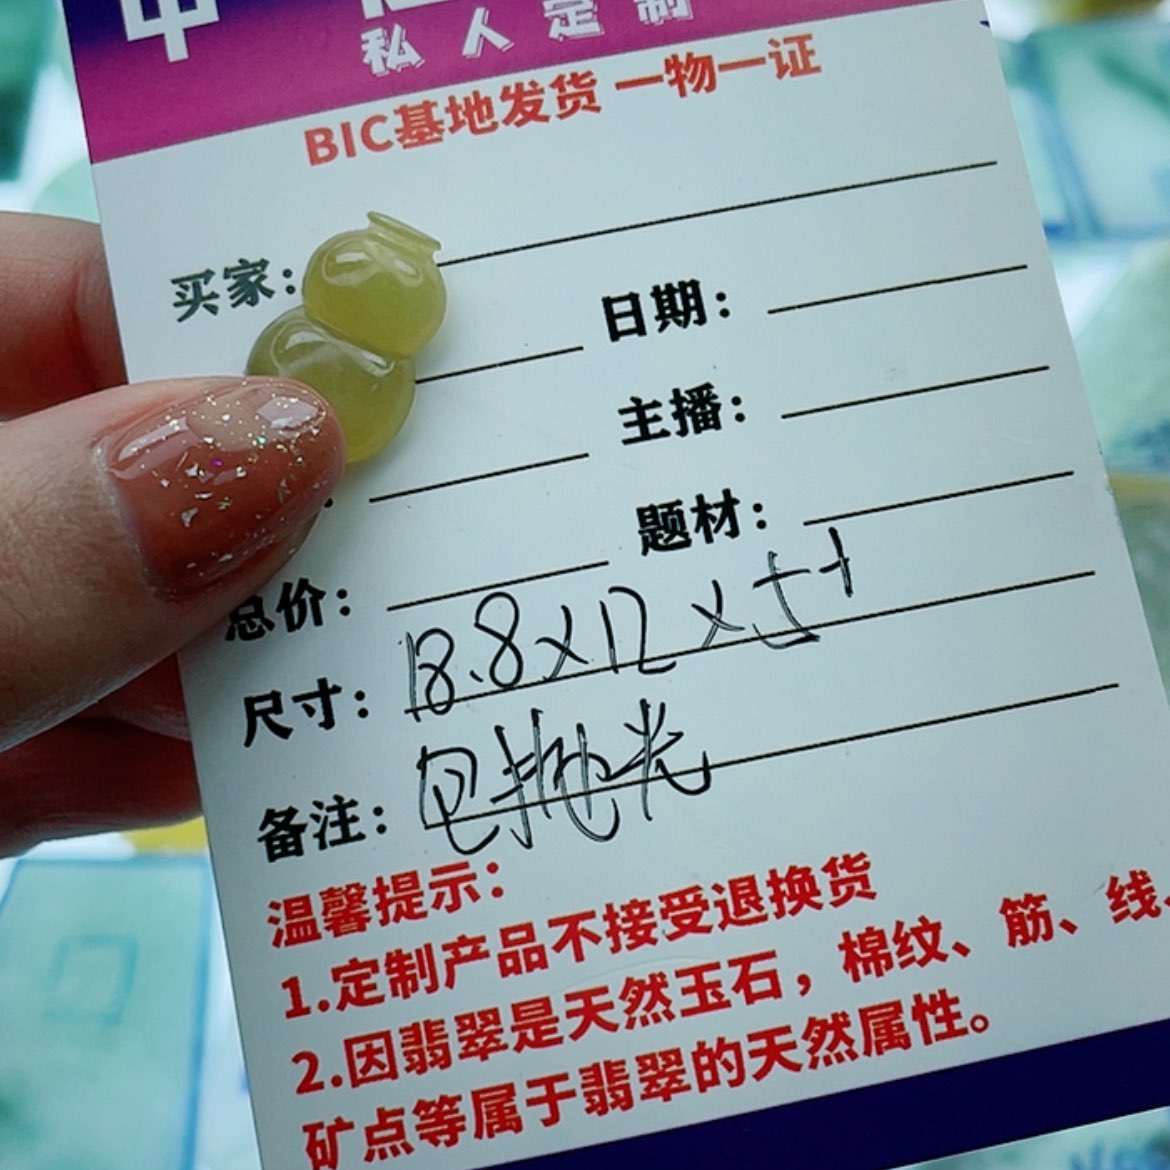 私人定制
BIC基地发货 一物一证
买家:
日期:
主播:
题材:
总价:
尺寸: 18.8×12×5+
备注: 包抛光
温馨提示:
1.定制产品不接受退换货
2.因翡翠是天然玉石，棉纹、筋、线、
矿点等属于翡翠的天然属性。